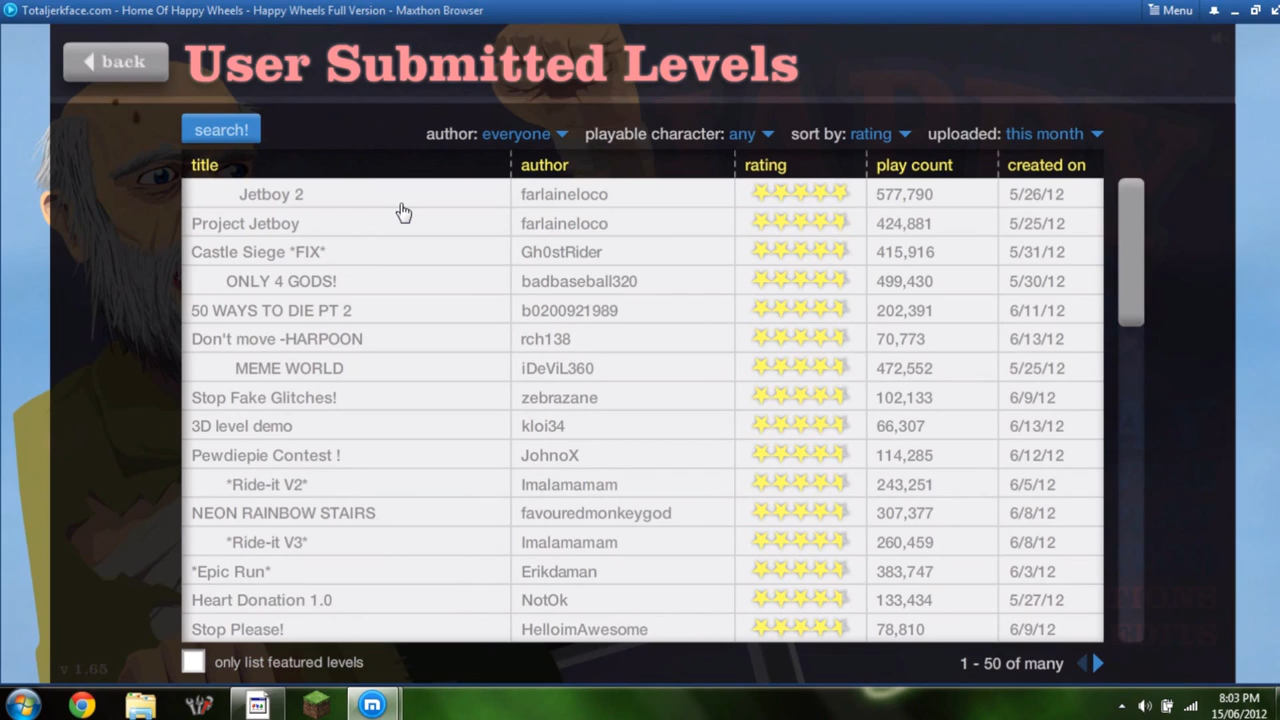 Totaljerkface.com - Home Of Happy Wheels - Happy Wheels Full Version - Maxthon Browser Menu
back User Submitted Levels
search! author: everyone playable character: any sort by: rating uploaded: this month
title author rating play count created on
Jetboy 2 farlaineloco 577,790 5/26/12
Project Jetboy farlaineloco 424,881 5/25/12
Castle Siege *FIX* Gh0stRider 415,916 5/31/12
ONLY 4 GODS! badbaseball320 499,430 5/30/12
50 WAYS TO DIE PT 2 b0200921989 202,391 6/11/12
Don't move -HARPOON rch138 70,773 6/13/12
MEME WORLD iDeViL360 472,552 5/25/12
Stop Fake Glitches! zebrazane 102,133 6/9/12
3D level demo kloi34 66,307 6/13/12
Pewdiepie Contest ! JohnoX 114,285 6/12/12
*Ride-it V2* Imalamamam 243,251 6/5/12
NEON RAINBOW STAIRS favouredmonkeygod 307,377 6/8/12
*Ride-it V3* Imalamamam 260,459 6/8/12
*Epic Run* Erikdaman 383,747 6/3/12
Heart Donation 1.0 NotOk 133,434 5/27/12
Stop Please! HelloimAwesome 78,810 6/9/12
only list featured levels 1 - 50 of many
v 1.65
8:03 PM
15/06/2012